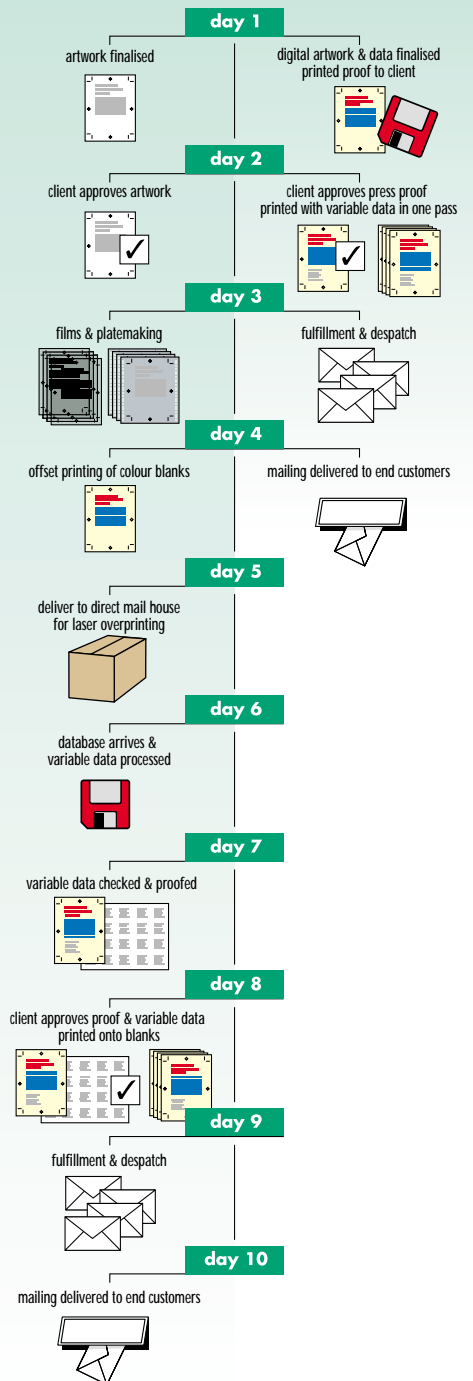 day 1
artwork finalised
digital artwork & data finalised
printed proof to client
day 2
client approves artwork
client approves press proof
printed with variable data in one pass
day 3
films & platemaking
fulfillment & despatch
day 4
offset printing of colour blanks
mailing delivered to end customers
day 5
deliver to direct mail house
for laser overprinting
day 6
database arrives &
variable data processed
day 7
variable data checked & proofed
day 8
client approves proof & variable data
printed onto blanks
day 9
fulfillment & despatch
day 10
mailing delivered to end customers